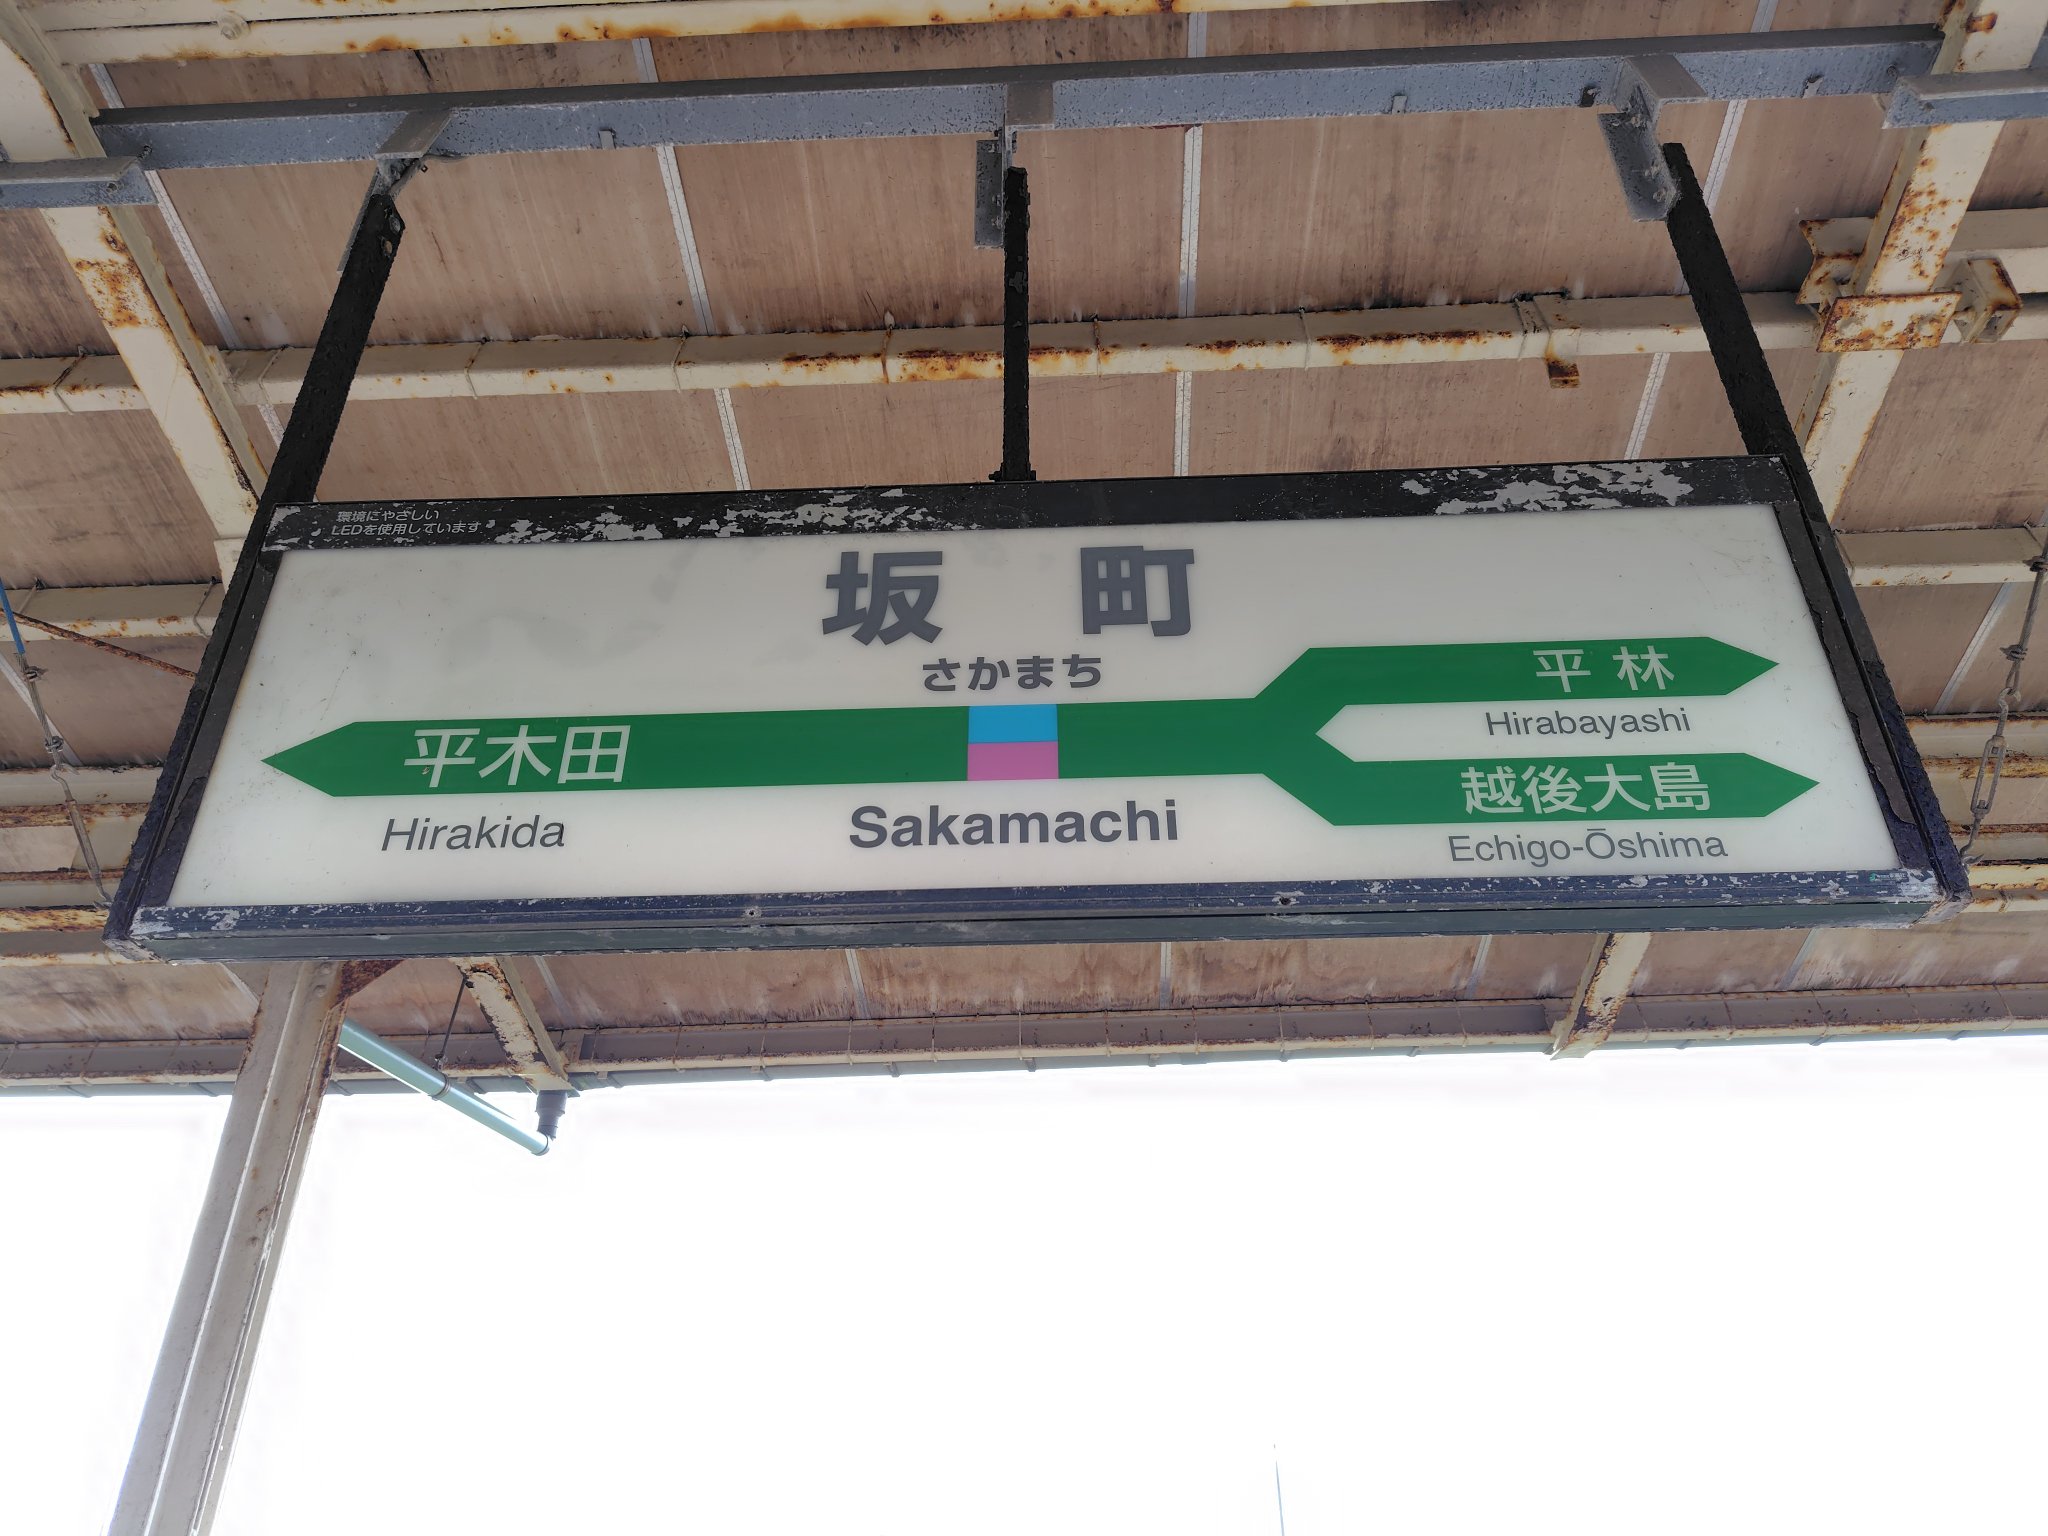 環境にやさしい
LEDを使用しています
坂町
さかまち
平木田
Hirakida
Sakamachi
平林
Hirabayashi
越後大島
Echigo-Ōshima